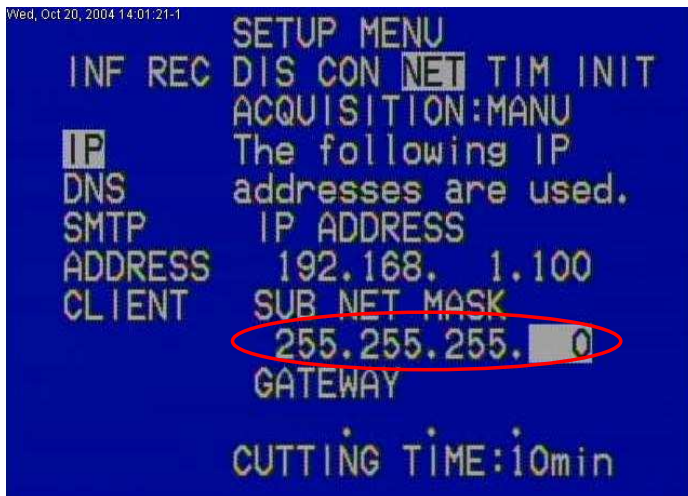 Wed, Oct 20, 2004 14:01:21-1
SETUP MENU
INF REC DIS CON NET TIM INIT
ACQUISITION:MANU
IP The following IP
DNS addresses are used.
SMTP IP ADDRESS
ADDRESS 192.168. 1.100
CLIENT SUB NET MASK
255.255.255. 0
GATEWAY
. . .
CUTTING TIME:10min